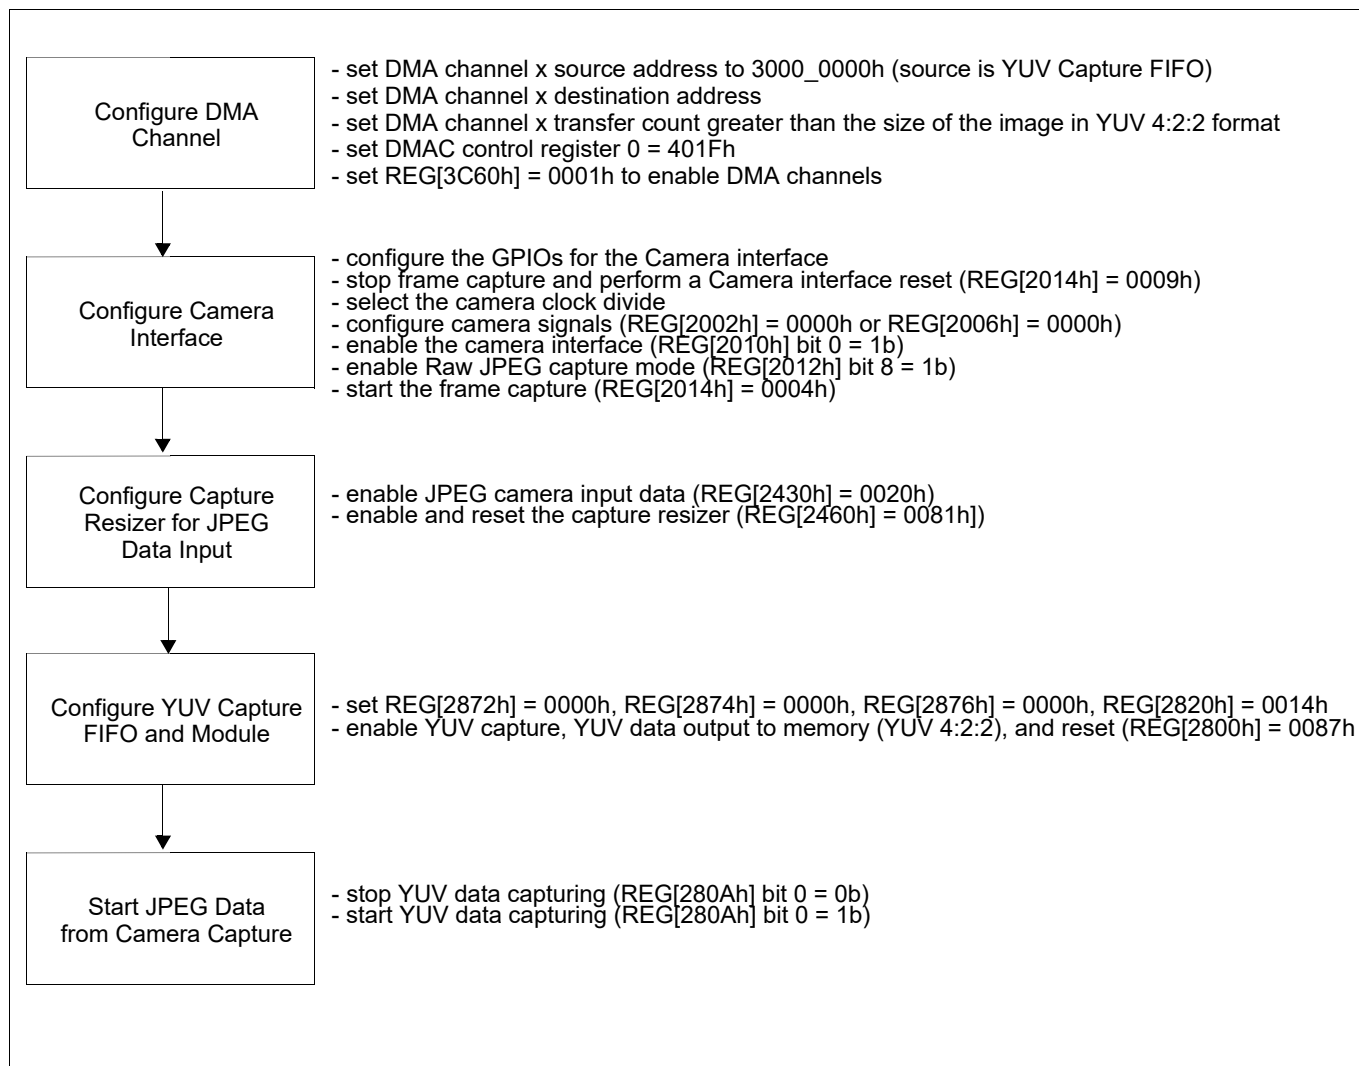 Configure DMA
Channel
- set DMA channel x source address to 3000_0000h (source is YUV Capture FIFO)
- set DMA channel x destination address
- set DMA channel x transfer count greater than the size of the image in YUV 4:2:2 format
- set DMAC control register 0 = 401Fh
- set REG[3C60h] = 0001h to enable DMA channels
Configure Camera
Interface
- configure the GPIOs for the Camera interface
- stop frame capture and perform a Camera interface reset (REG[2014h] = 0009h)
- select the camera clock divide
- configure camera signals (REG[2002h] = 0000h or REG[2006h] = 0000h)
- enable the camera interface (REG[2010h] bit 0 = 1b)
- enable Raw JPEG capture mode (REG[2012h] bit 8 = 1b)
- start the frame capture (REG[2014h] = 0004h)
Configure Capture
Resizer for JPEG
Data Input
- enable JPEG camera input data (REG[2430h] = 0020h)
- enable and reset the capture resizer (REG[2460h] = 0081h])
Configure YUV Capture
FIFO and Module
- set REG[2872h] = 0000h, REG[2874h] = 0000h, REG[2876h] = 0000h, REG[2820h] = 0014h
- enable YUV capture, YUV data output to memory (YUV 4:2:2), and reset (REG[2800h] = 0087h
Start JPEG Data
from Camera Capture
- stop YUV data capturing (REG[280Ah] bit 0 = 0b)
- start YUV data capturing (REG[280Ah] bit 0 = 1b)